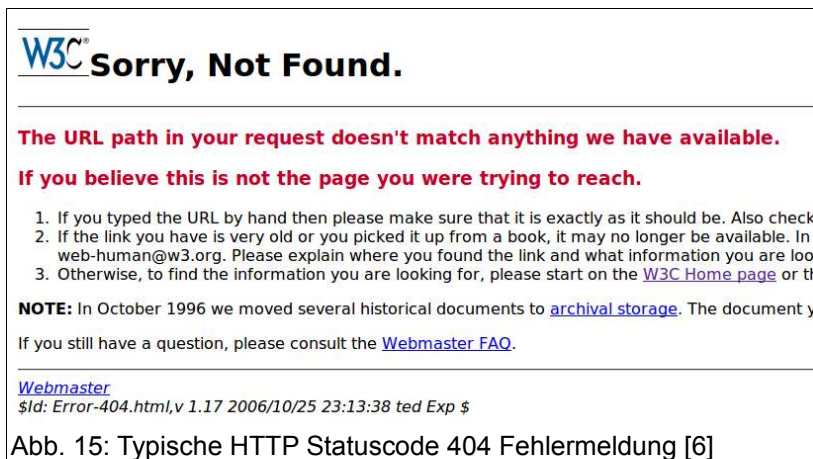 W3C® Sorry, Not Found.
The URL path in your request doesn't match anything we have available.
If you believe this is not the page you were trying to reach.
1. If you typed the URL by hand then please make sure that it is exactly as it should be. Also check
2. If the link you have is very old or you picked it up from a book, it may no longer be available. In
web-human@w3.org. Please explain where you found the link and what information you are loo
3. Otherwise, to find the information you are looking for, please start on the W3C Home page or th
NOTE: In October 1996 we moved several historical documents to archival storage. The document y
If you still have a question, please consult the Webmaster FAQ.
Webmaster
$Id: Error-404.html,v 1.17 2006/10/25 23:13:38 ted Exp $
Abb. 15: Typische HTTP Statuscode 404 Fehlermeldung [6]